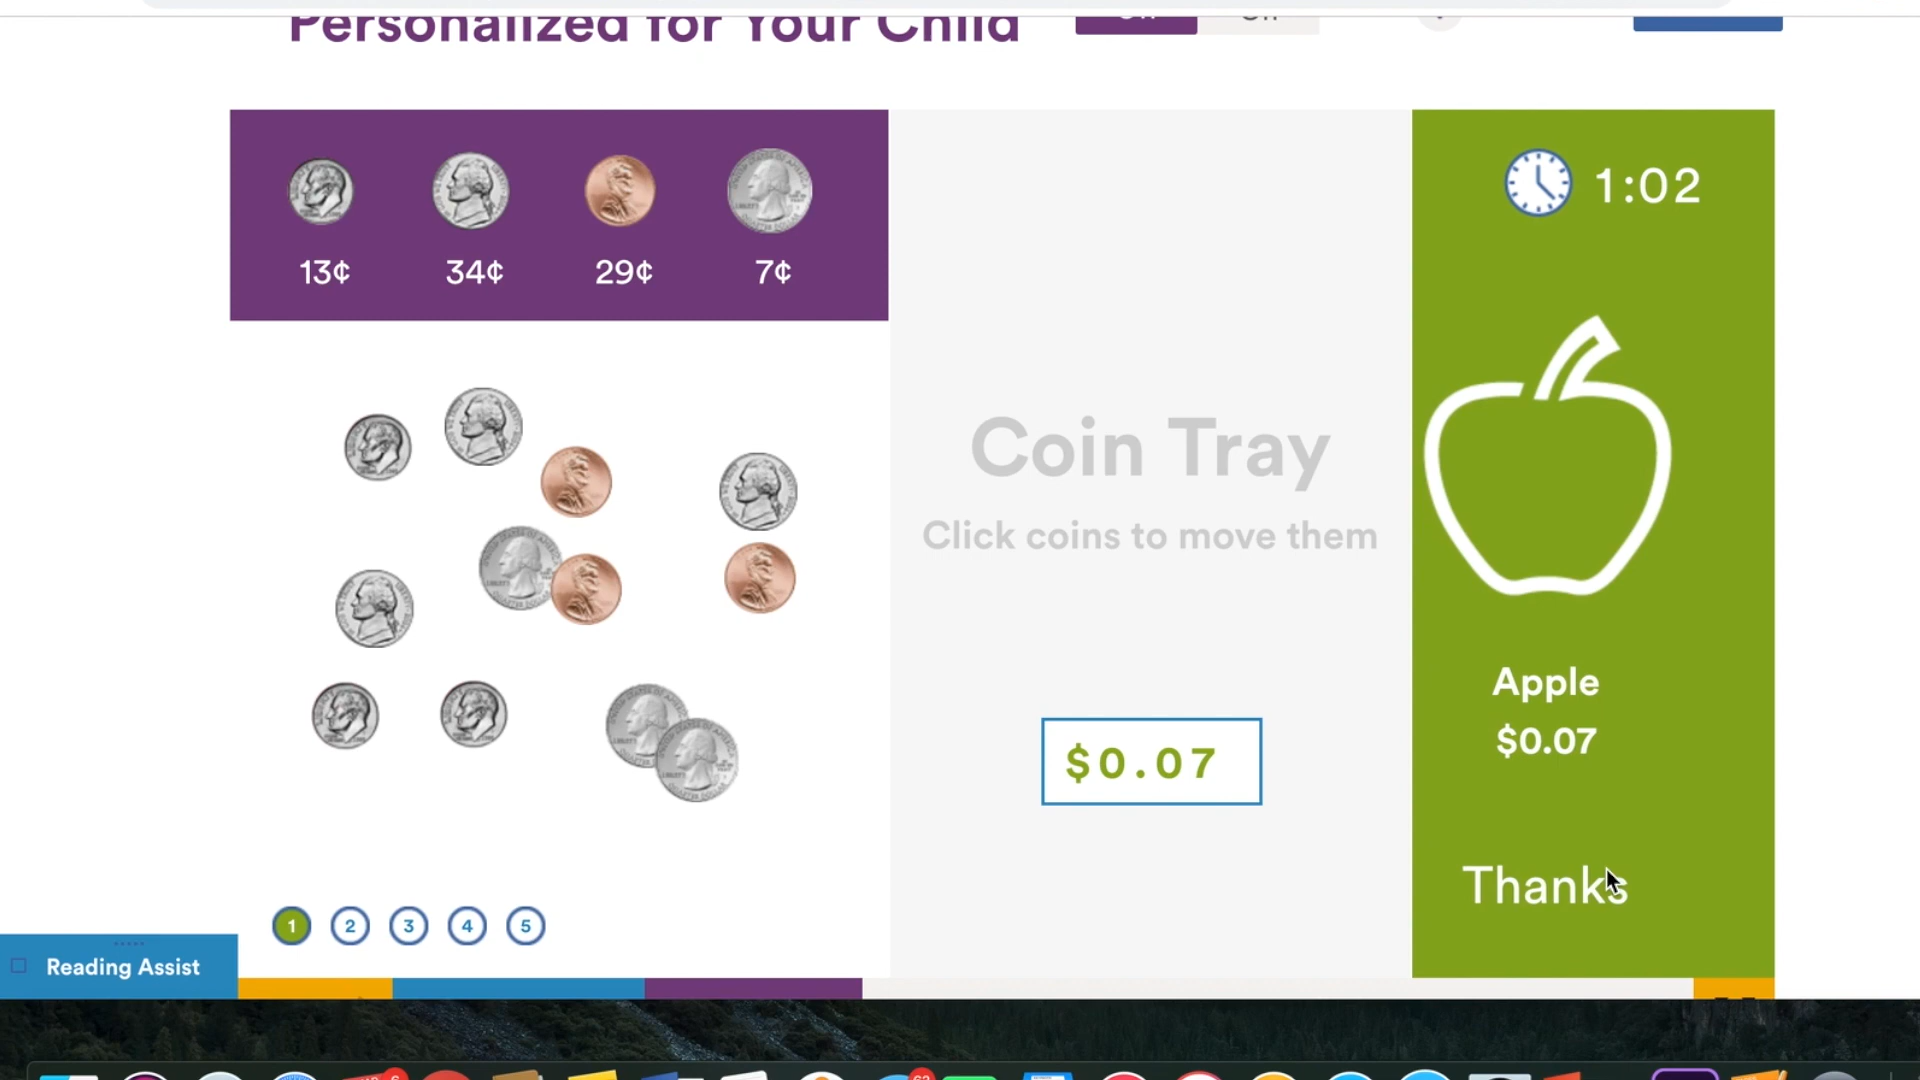 Personalized for Your Child
13¢ 34¢ 29¢ 7¢
1:02
Coin Tray
Click coins to move them
Apple
$0.07
$0.07
Thanks
1 2 3 4 5
Reading Assist